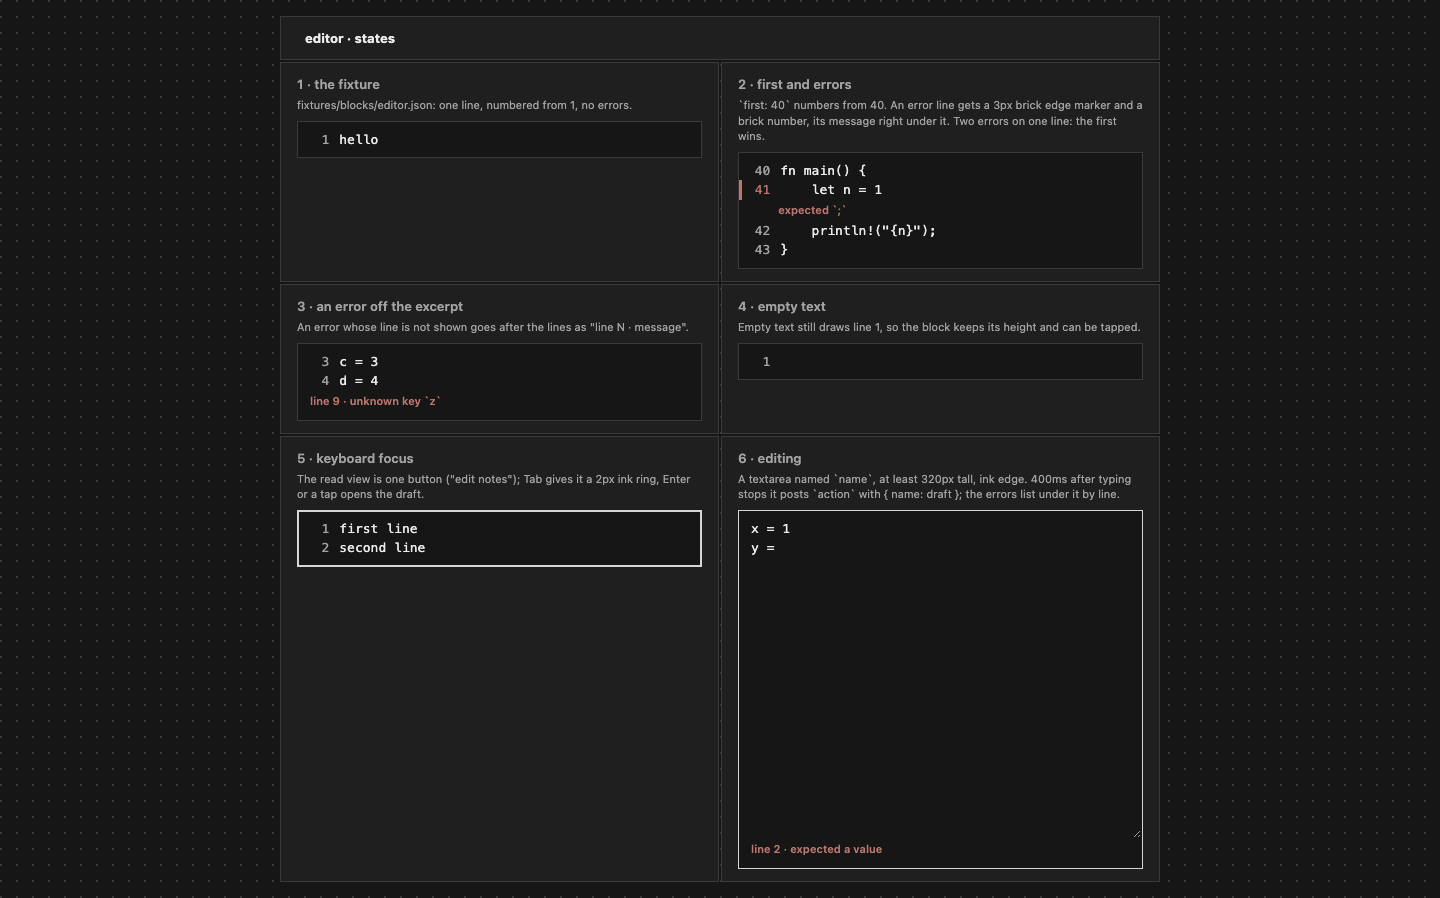 editor · states
1 · the fixture
fixtures/blocks/editor.json: one line, numbered from 1, no errors.
1 hello
2 · first and errors
`first: 40` numbers from 40. An error line gets a 3px brick edge marker and a
brick number, its message right under it. Two errors on one line: the first
wins.
40 fn main() {
41     let n = 1
expected `;`
42     println!("{n}");
43 }
3 · an error off the excerpt
An error whose line is not shown goes after the lines as "line N · message".
3 c = 3
4 d = 4
line 9 · unknown key `z`
4 · empty text
Empty text still draws line 1, so the block keeps its height and can be tapped.
1
5 · keyboard focus
The read view is one button ("edit notes"); Tab gives it a 2px ink ring, Enter
or a tap opens the draft.
1 first line
2 second line
6 · editing
A textarea named `name`, at least 320px tall, ink edge. 400ms after typing
stops it posts `action` with { name: draft }; the errors list under it by line.
x = 1
y =
line 2 · expected a value